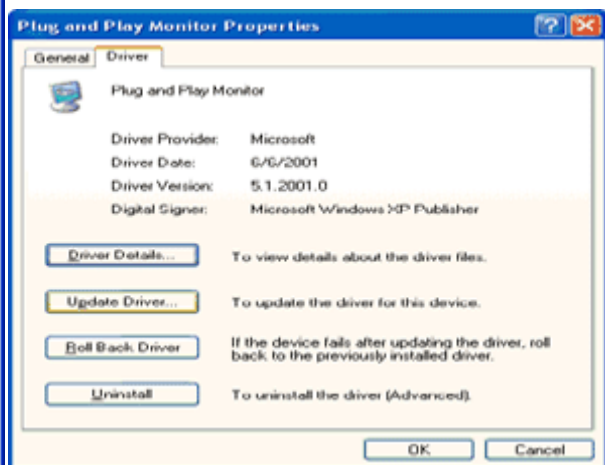 Plug and Play Monitor Properties
General Driver
Plug and Play Monitor
Driver Provider: Microsoft
Driver Date: 6/6/2001
Driver Version: 5.1.2001.0
Digital Signer: Microsoft Windows XP Publisher
Driver Details... To view details about the driver files.
Update Driver... To update the driver for this device.
Roll Back Driver If the device fails after updating the driver, roll
back to the previously installed driver.
Uninstall To uninstall the driver (Advanced).
OK Cancel